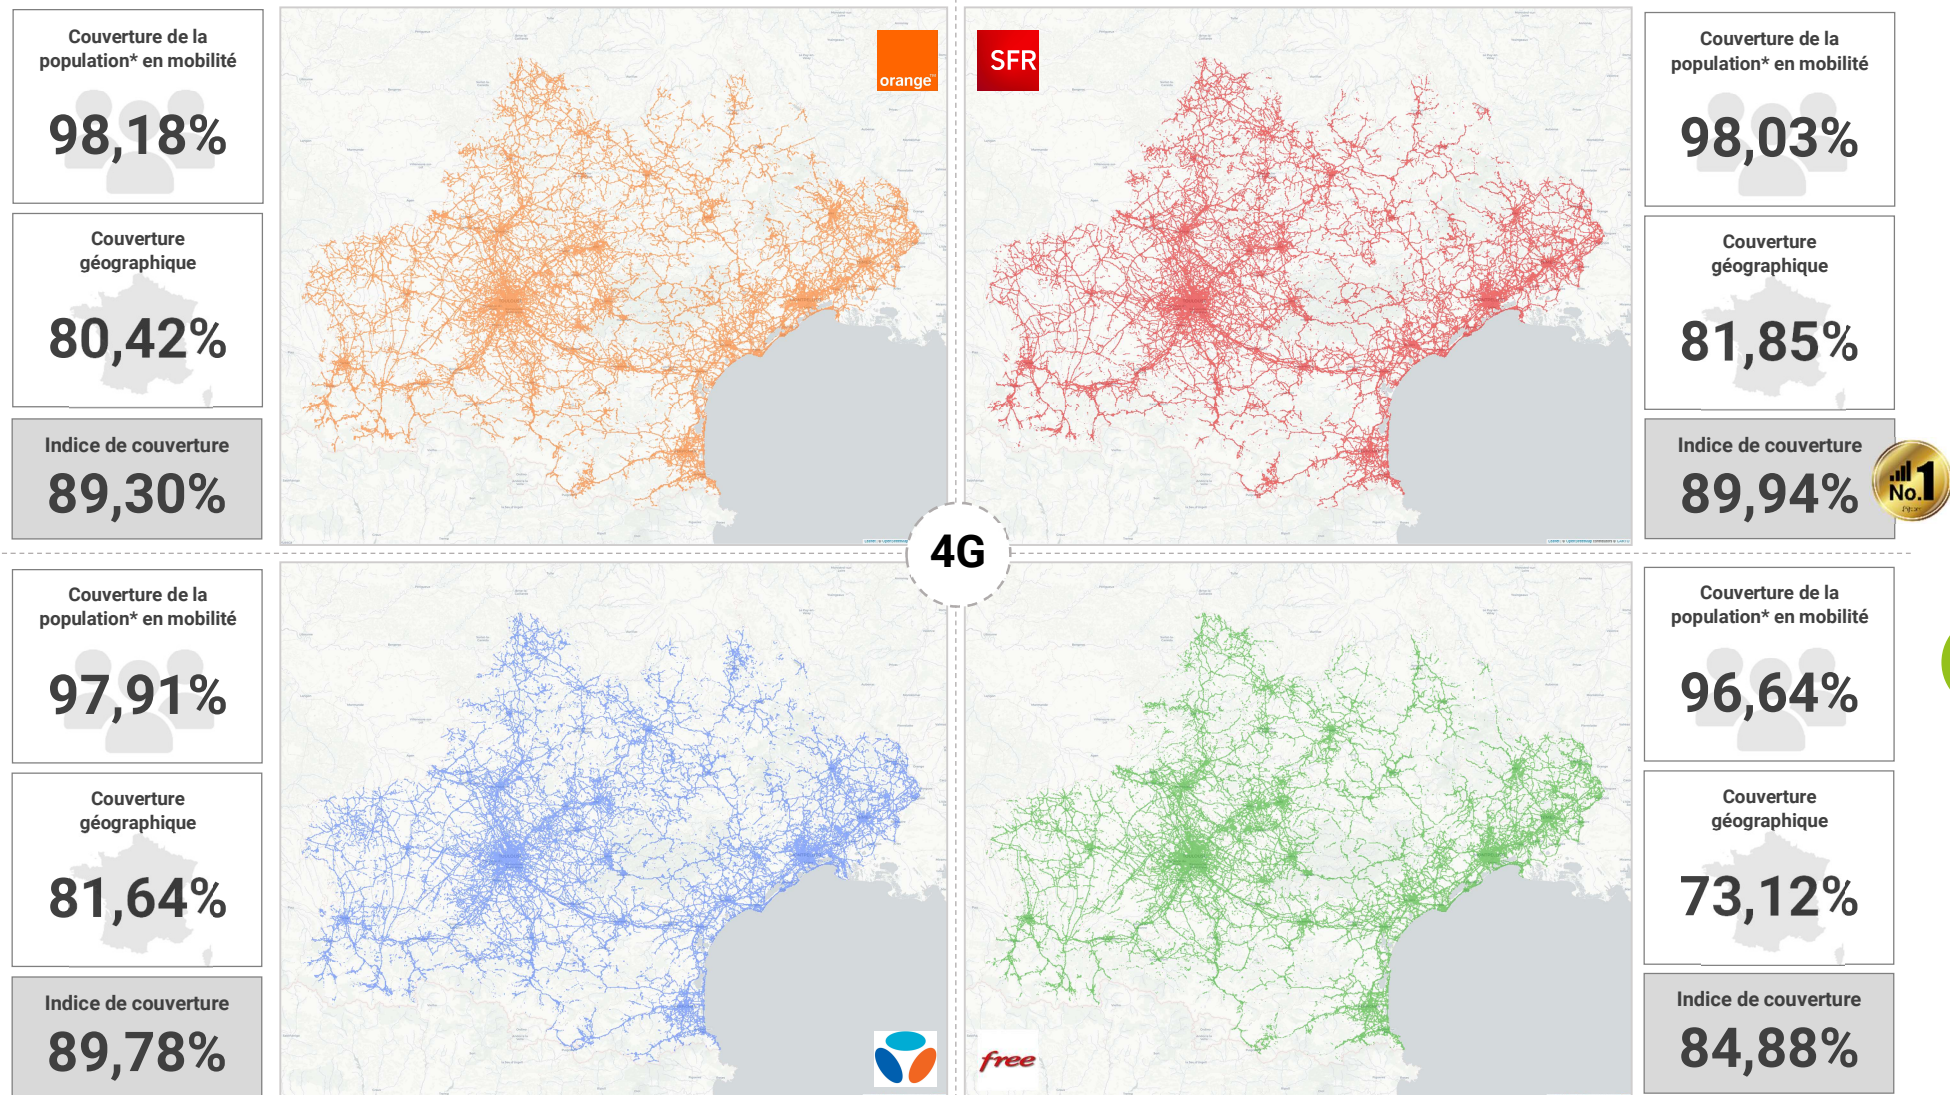 Couverture de la
population* en mobilité
98,18%
Couverture
géographique
80,42%
Indice de couverture
89,30%
orange™
SFR
Couverture de la
population* en mobilité
98,03%
Couverture
géographique
81,85%
Indice de couverture
89,94%
No.1
4G
Couverture de la
population* en mobilité
97,91%
Couverture
géographique
81,64%
Indice de couverture
89,78%
free
Couverture de la
population* en mobilité
96,64%
Couverture
géographique
73,12%
Indice de couverture
84,88%